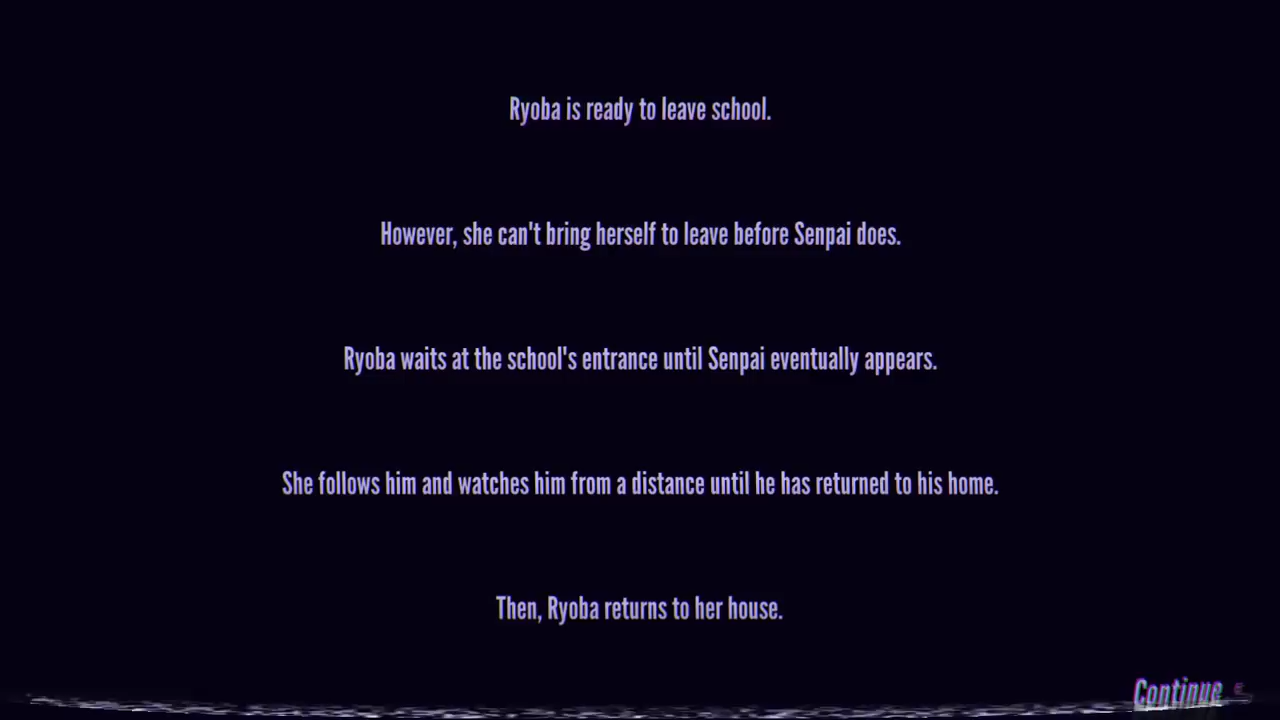 Ryoba is ready to leave school.
However, she can't bring herself to leave before Senpai does.
Ryoba waits at the school's entrance until Senpai eventually appears.
She follows him and watches him from a distance until he has returned to his home.
Then, Ryoba returns to her house.
Continue